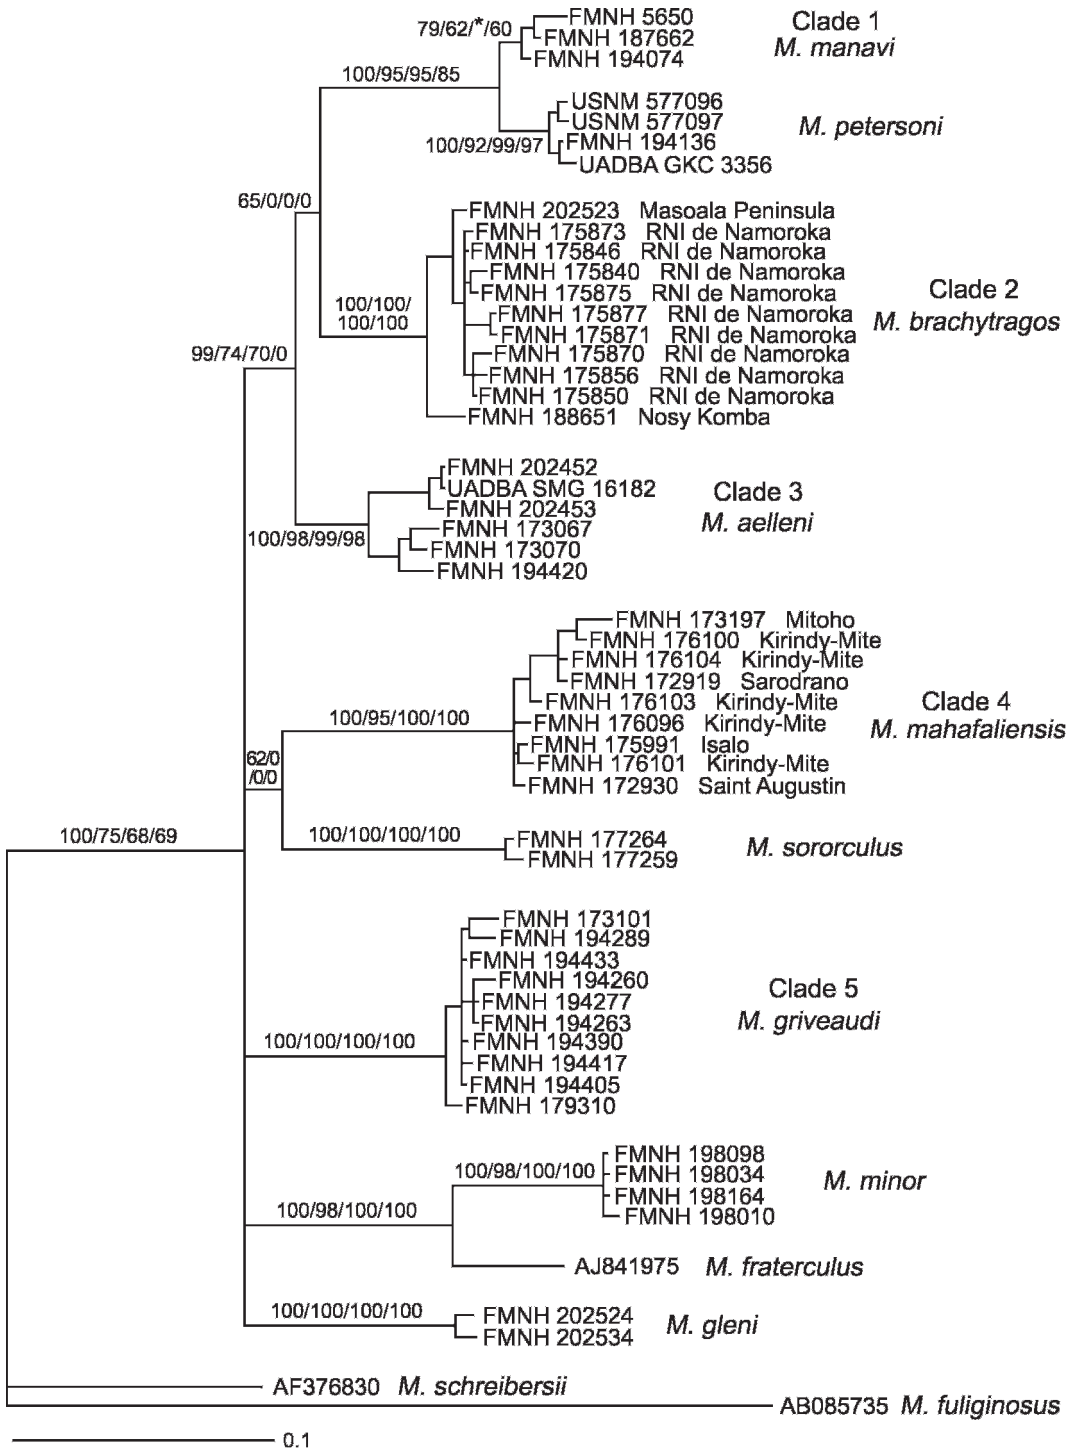 79/62/*/60
FMNH 5650
FMNH 187662
FMNH 194074
Clade 1
M. manavi
100/95/95/85
USNM 577096
USNM 577097
FMNH 194136
UADBA GKC 3356
M. petersoni
100/92/99/97
65/0/0/0
FMNH 202523 Masoala Peninsula
FMNH 175873 RNI de Namoroka
FMNH 175846 RNI de Namoroka
FMNH 175840 RNI de Namoroka
FMNH 175875 RNI de Namoroka
FMNH 175877 RNI de Namoroka
FMNH 175871 RNI de Namoroka
FMNH 175870 RNI de Namoroka
FMNH 175856 RNI de Namoroka
FMNH 175850 RNI de Namoroka
FMNH 188651 Nosy Komba
Clade 2
M. brachytragos
100/100/
100/100
99/74/70/0
FMNH 202452
UADBA SMG 16182
FMNH 202453
FMNH 173067
FMNH 173070
FMNH 194420
Clade 3
M. aelleni
100/98/99/98
FMNH 173197 Mitoho
FMNH 176100 Kirindy-Mite
FMNH 176104 Kirindy-Mite
FMNH 172919 Sarodrano
FMNH 176103 Kirindy-Mite
FMNH 176096 Kirindy-Mite
FMNH 175991 Isalo
FMNH 176101 Kirindy-Mite
FMNH 172930 Saint Augustin
Clade 4
M. mahafaliensis
100/95/100/100
62/0
/0/0
100/100/100/100
FMNH 177264
FMNH 177259
M. sororculus
100/75/68/69
FMNH 173101
FMNH 194289
FMNH 194433
FMNH 194260
FMNH 194277
FMNH 194263
FMNH 194390
FMNH 194417
FMNH 194405
FMNH 179310
Clade 5
M. griveaudi
100/100/100/100
FMNH 198098
FMNH 198034
FMNH 198164
FMNH 198010
M. minor
100/98/100/100
100/98/100/100
AJ841975 M. fraterculus
100/100/100/100
FMNH 202524
FMNH 202534
M. gleni
AF376830 M. schreibersii
AB085735 M. fuliginosus
0.1